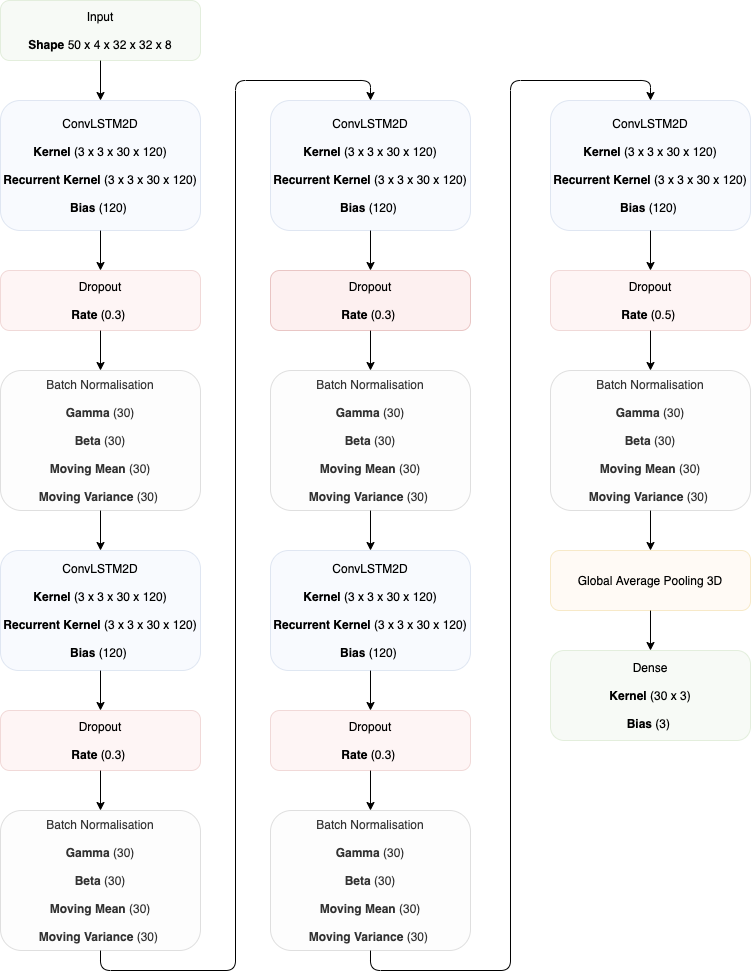 Input
Shape 50 x 4 x 32 x 32 x 8
ConvLSTM2D
Kernel (3 x 3 x 30 x 120)
Recurrent Kernel (3 x 3 x 30 x 120)
Bias (120)
Dropout
Rate (0.3)
Batch Normalisation
Gamma (30)
Beta (30)
Moving Mean (30)
Moving Variance (30)
ConvLSTM2D
Kernel (3 x 3 x 30 x 120)
Recurrent Kernel (3 x 3 x 30 x 120)
Bias (120)
Dropout
Rate (0.3)
Batch Normalisation
Gamma (30)
Beta (30)
Moving Mean (30)
Moving Variance (30)
ConvLSTM2D
Kernel (3 x 3 x 30 x 120)
Recurrent Kernel (3 x 3 x 30 x 120)
Bias (120)
Dropout
Rate (0.3)
Batch Normalisation
Gamma (30)
Beta (30)
Moving Mean (30)
Moving Variance (30)
ConvLSTM2D
Kernel (3 x 3 x 30 x 120)
Recurrent Kernel (3 x 3 x 30 x 120)
Bias (120)
Dropout
Rate (0.3)
Batch Normalisation
Gamma (30)
Beta (30)
Moving Mean (30)
Moving Variance (30)
ConvLSTM2D
Kernel (3 x 3 x 30 x 120)
Recurrent Kernel (3 x 3 x 30 x 120)
Bias (120)
Dropout
Rate (0.5)
Batch Normalisation
Gamma (30)
Beta (30)
Moving Mean (30)
Moving Variance (30)
Global Average Pooling 3D
Dense
Kernel (30 x 3)
Bias (3)